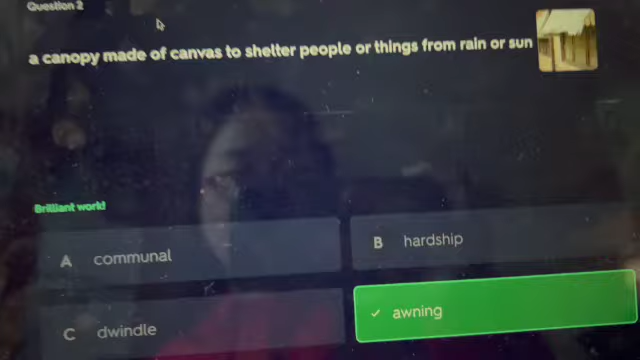 Question 2
a canopy made of canvas to shelter people or things from rain or sun
Brilliant work!
A communal
B hardship
C dwindle
✓ awning